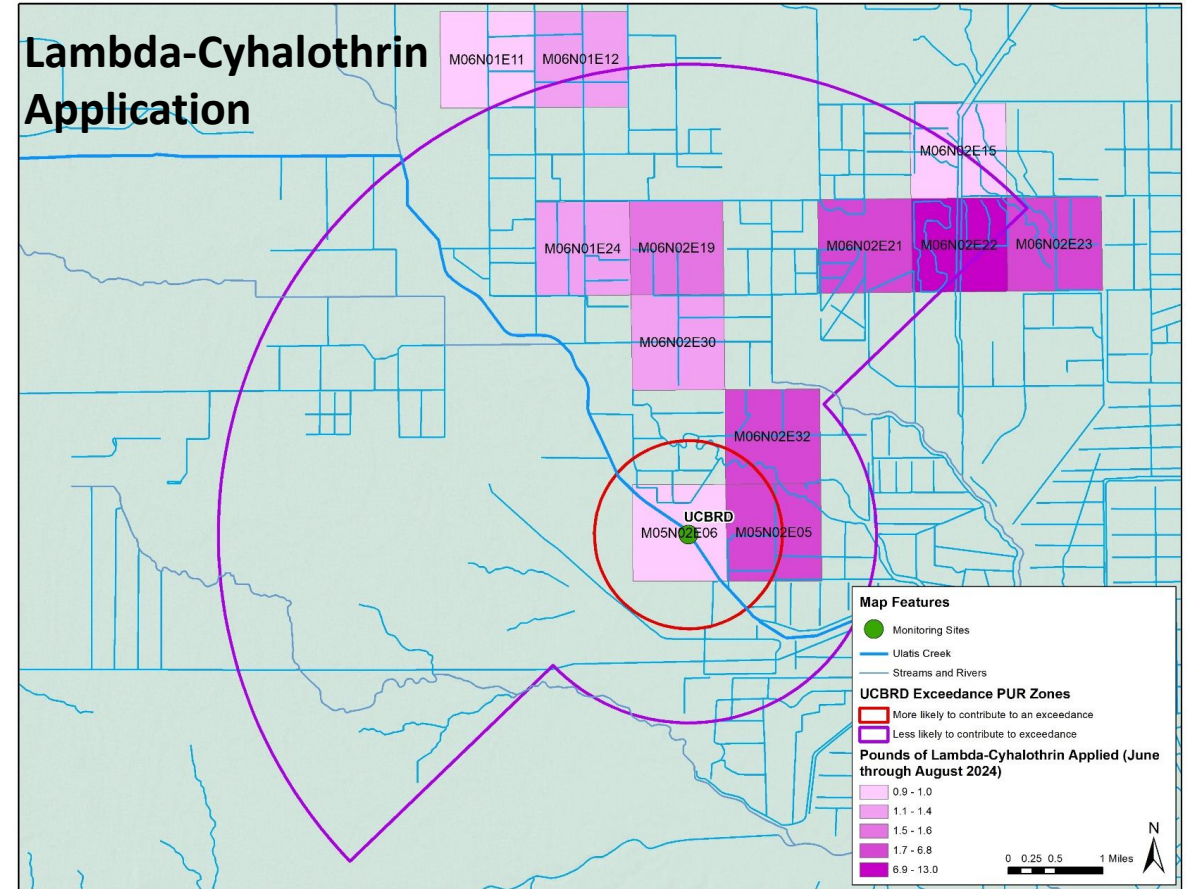 Lambda-Cyhalothrin
Application
M06N01E11
M06N01E12
M06N02E15
M06N01E24
M06N02E19
M06N02E21
M06N02E22
M06N02E23
M06N02E30
M06N02E32
UCBRD
M05N02E06
M05N02E05
Map Features
Monitoring Sites
Ulatis Creek
Streams and Rivers
UCBRD Exceedance PUR Zones
More likely to contribute to an exceedance
Less likely to contribute to exceedance
Pounds of Lambda-Cyhalothrin Applied (June
through August 2024)
0.9 - 1.0
1.1 - 1.4
1.5 - 1.6
1.7 - 6.8
6.9 - 13.0
N
0 0.25 0.5 1 Miles